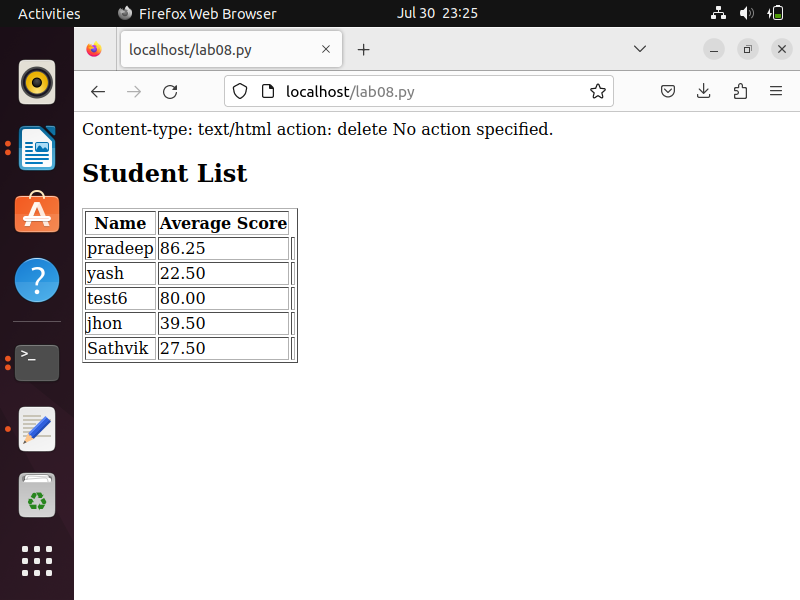 Activities Firefox Web Browser Jul 30 23:25
localhost/lab08.py
localhost/lab08.py
Content-type: text/html action: delete No action specified.
Student List
Name Average Score
pradeep 86.25
yash 22.50
test6 80.00
jhon 39.50
Sathvik 27.50